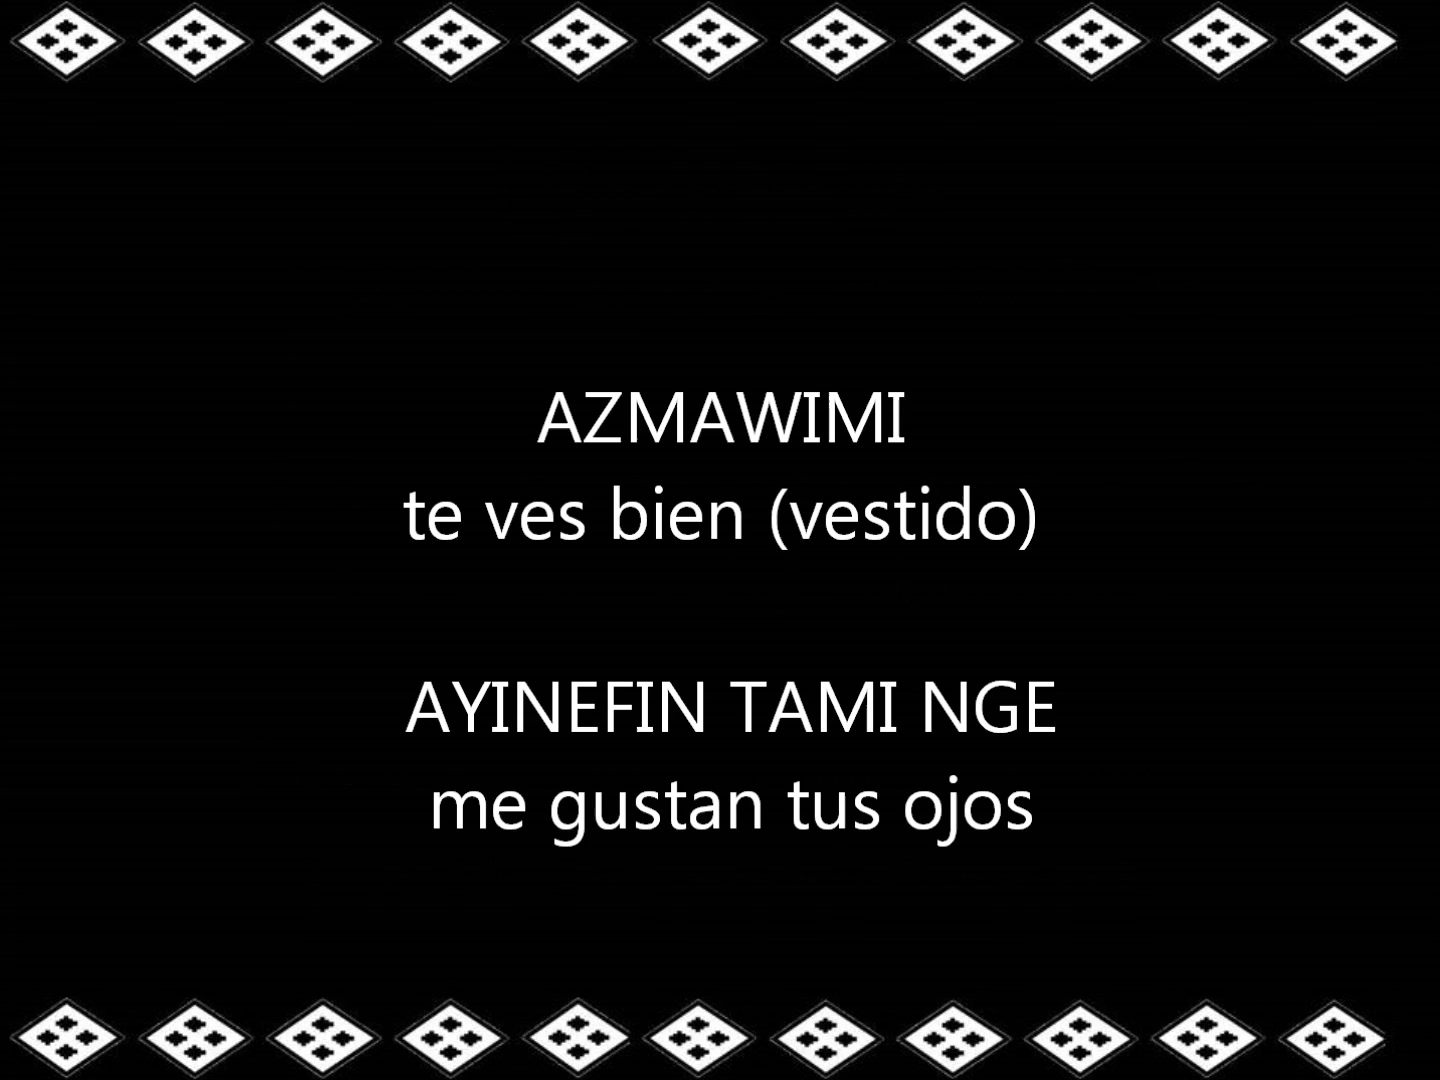 AZMAWIMI
te ves bien (vestido)
AYINEFIN TAMI NGE
me gustan tus ojos